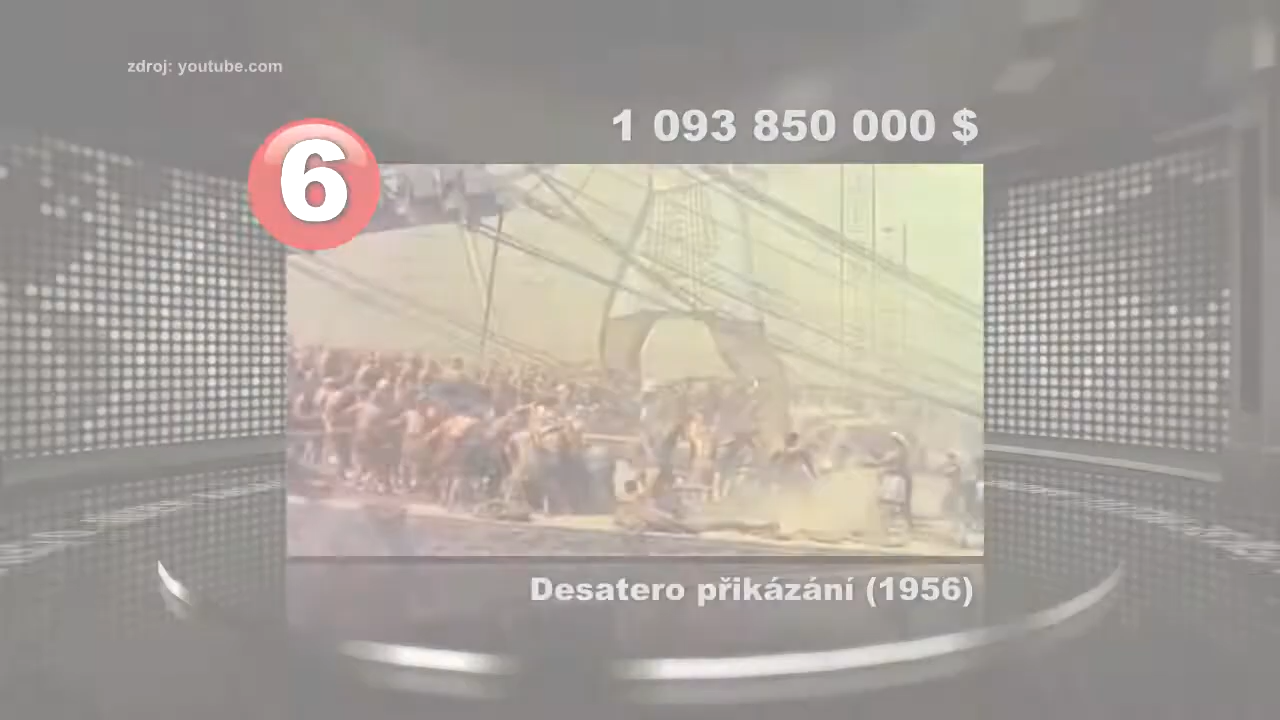 zdroj: youtube.com
1 093 850 000 $
6
Desatero přikázání (1956)